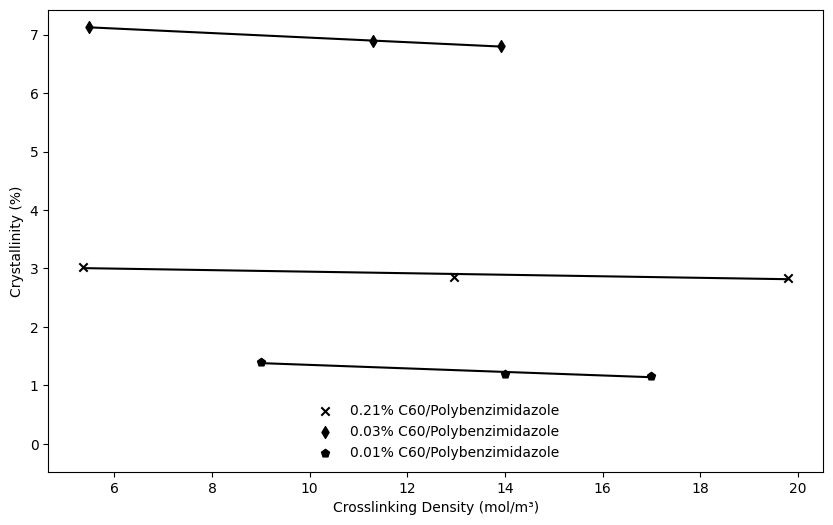 7
6
5
4
3
2
1
0
Crystallinity (%)
0.21% C60/Polybenzimidazole
0.03% C60/Polybenzimidazole
0.01% C60/Polybenzimidazole
6 8 10 12 14 16 18 20
Crosslinking Density (mol/m³)